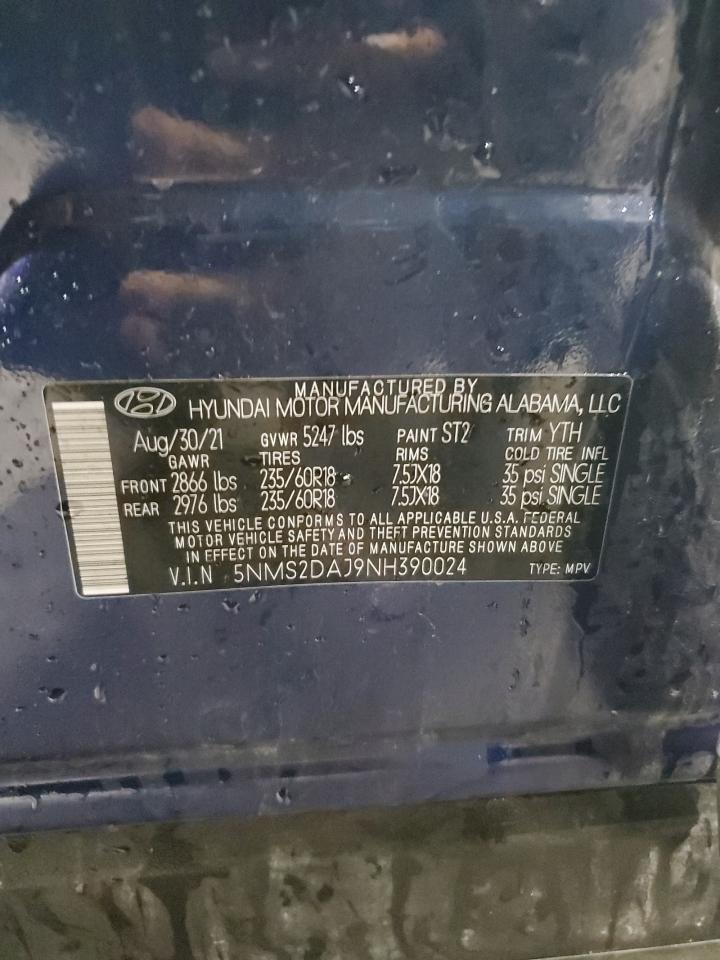 MANUFACTURED BY
HYUNDAI MOTOR MANUFACTURING ALABAMA, LLC
Aug/30/21 GVWR 5247 lbs PAINT ST2 TRIM YTH
GAWR TIRES RIMS COLD TIRE INFL
FRONT 2866 lbs 235/60R18 7.5JX18 35 psi SINGLE
REAR 2976 lbs 235/60R18 7.5JX18 35 psi SINGLE
THIS VEHICLE CONFORMS TO ALL APPLICABLE U.S.A. FEDERAL
MOTOR VEHICLE SAFETY AND THEFT PREVENTION STANDARDS
IN EFFECT ON THE DATE OF MANUFACTURE SHOWN ABOVE
V.I.N 5NMS2DAJ9NH390024 TYPE: MPV